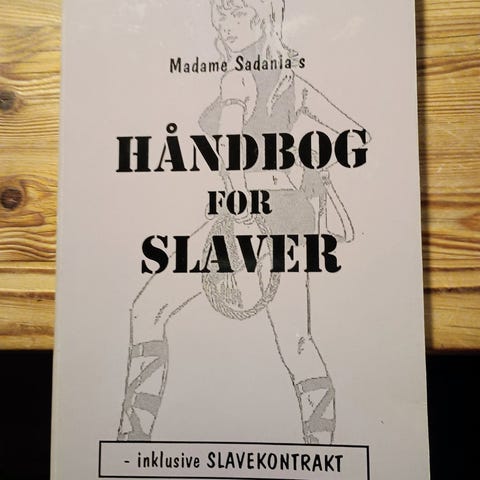 Madame Sadania's
HÅNDBOG
FOR
SLAVER
- inklusive SLAVEKONTRAKT